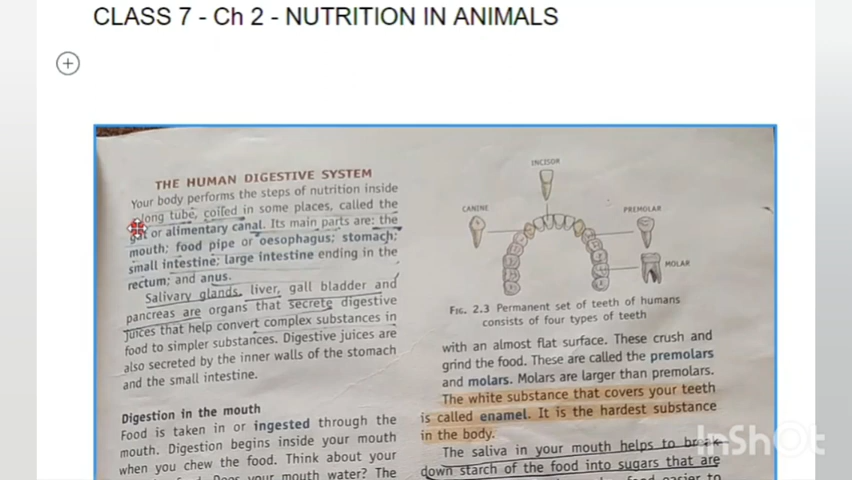 CLASS 7 - Ch 2 - NUTRITION IN ANIMALS
THE HUMAN DIGESTIVE SYSTEM
Your body performs the steps of nutrition inside
long tube, coiled in some places, called the
gut or alimentary canal. Its main parts are: the
mouth; food pipe or oesophagus; stomach;
small intestine; large intestine ending in the
rectum; and anus.
Salivary glands, liver, gall bladder and
pancreas are organs that secrete digestive
juices that help convert complex substances in
food to simpler substances. Digestive juices are
also secreted by the inner walls of the stomach
and the small intestine.
Digestion in the mouth
Food is taken in or ingested through the
mouth. Digestion begins inside your mouth
when you chew the food. Think about your
your mouth water? The
INCISOR
CANINE
PREMOLAR
MOLAR
FIG. 2.3 Permanent set of teeth of humans
consists of four types of teeth
with an almost flat surface. These crush and
grind the food. These are called the premolars
and molars. Molars are larger than premolars.
The white substance that covers your teeth
is called enamel. It is the hardest substance
in the body.
The saliva in your mouth helps to break
down starch of the food into sugars that are
food easier to
InShot